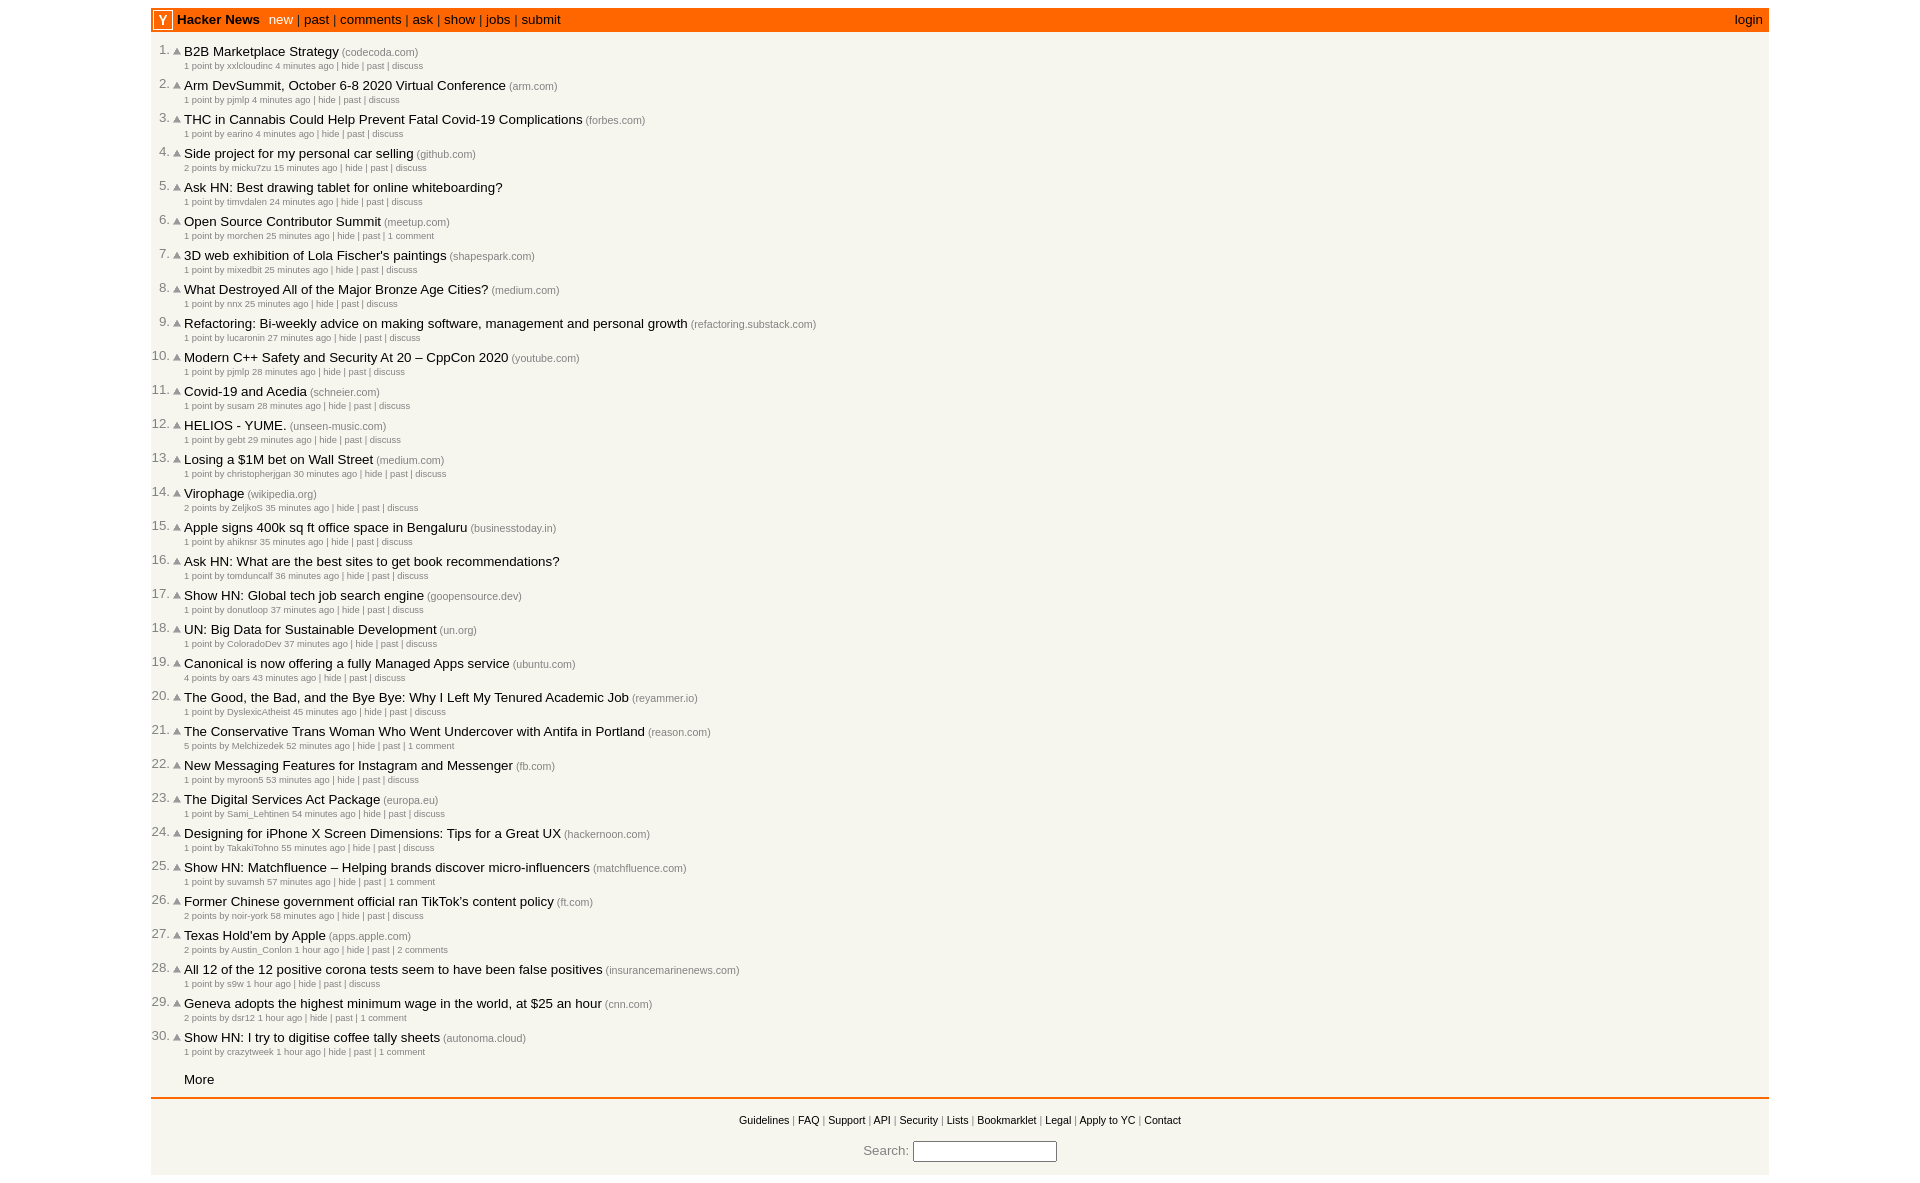 Y Hacker News new | past | comments | ask | show | jobs | submit login
1. B2B Marketplace Strategy (codecoda.com)
1 point by xxlcloudinc 4 minutes ago | hide | past | discuss
2. Arm DevSummit, October 6-8 2020 Virtual Conference (arm.com)
1 point by pjmlp 4 minutes ago | hide | past | discuss
3. THC in Cannabis Could Help Prevent Fatal Covid-19 Complications (forbes.com)
1 point by earino 4 minutes ago | hide | past | discuss
4. Side project for my personal car selling (github.com)
2 points by micku7zu 15 minutes ago | hide | past | discuss
5. Ask HN: Best drawing tablet for online whiteboarding?
1 point by timvdalen 24 minutes ago | hide | past | discuss
6. Open Source Contributor Summit (meetup.com)
1 point by morchen 25 minutes ago | hide | past | 1 comment
7. 3D web exhibition of Lola Fischer's paintings (shapespark.com)
1 point by mixedbit 25 minutes ago | hide | past | discuss
8. What Destroyed All of the Major Bronze Age Cities? (medium.com)
1 point by nnx 25 minutes ago | hide | past | discuss
9. Refactoring: Bi-weekly advice on making software, management and personal growth (refactoring.substack.com)
1 point by lucaronin 27 minutes ago | hide | past | discuss
10. Modern C++ Safety and Security At 20 – CppCon 2020 (youtube.com)
1 point by pjmlp 28 minutes ago | hide | past | discuss
11. Covid-19 and Acedia (schneier.com)
1 point by susam 28 minutes ago | hide | past | discuss
12. HELIOS - YUME. (unseen-music.com)
1 point by gebt 29 minutes ago | hide | past | discuss
13. Losing a $1M bet on Wall Street (medium.com)
1 point by christopherjgan 30 minutes ago | hide | past | discuss
14. Virophage (wikipedia.org)
2 points by ZeljkoS 35 minutes ago | hide | past | discuss
15. Apple signs 400k sq ft office space in Bengaluru (businesstoday.in)
1 point by ahiknsr 35 minutes ago | hide | past | discuss
16. Ask HN: What are the best sites to get book recommendations?
1 point by tomduncalf 36 minutes ago | hide | past | discuss
17. Show HN: Global tech job search engine (goopensource.dev)
1 point by donutloop 37 minutes ago | hide | past | discuss
18. UN: Big Data for Sustainable Development (un.org)
1 point by ColoradoDev 37 minutes ago | hide | past | discuss
19. Canonical is now offering a fully Managed Apps service (ubuntu.com)
4 points by oars 43 minutes ago | hide | past | discuss
20. The Good, the Bad, and the Bye Bye: Why I Left My Tenured Academic Job (reyammer.io)
1 point by DyslexicAtheist 45 minutes ago | hide | past | discuss
21. The Conservative Trans Woman Who Went Undercover with Antifa in Portland (reason.com)
5 points by Melchizedek 52 minutes ago | hide | past | 1 comment
22. New Messaging Features for Instagram and Messenger (fb.com)
1 point by myroon5 53 minutes ago | hide | past | discuss
23. The Digital Services Act Package (europa.eu)
1 point by Sami_Lehtinen 54 minutes ago | hide | past | discuss
24. Designing for iPhone X Screen Dimensions: Tips for a Great UX (hackernoon.com)
1 point by TakakiTohno 55 minutes ago | hide | past | discuss
25. Show HN: Matchfluence – Helping brands discover micro-influencers (matchfluence.com)
1 point by suvamsh 57 minutes ago | hide | past | 1 comment
26. Former Chinese government official ran TikTok’s content policy (ft.com)
2 points by noir-york 58 minutes ago | hide | past | discuss
27. Texas Hold'em by Apple (apps.apple.com)
2 points by Austin_Conlon 1 hour ago | hide | past | 2 comments
28. All 12 of the 12 positive corona tests seem to have been false positives (insurancemarinenews.com)
1 point by s9w 1 hour ago | hide | past | discuss
29. Geneva adopts the highest minimum wage in the world, at $25 an hour (cnn.com)
2 points by dsr12 1 hour ago | hide | past | 1 comment
30. Show HN: I try to digitise coffee tally sheets (autonoma.cloud)
1 point by crazytweek 1 hour ago | hide | past | 1 comment
More
Guidelines | FAQ | Support | API | Security | Lists | Bookmarklet | Legal | Apply to YC | Contact
Search: